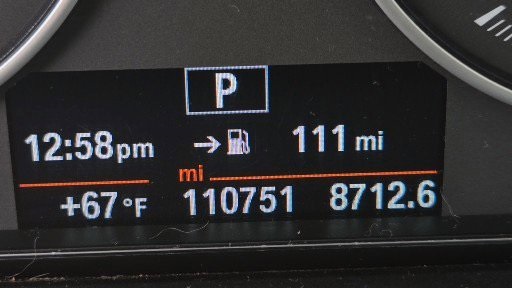 P
12:58pm → 111 mi
mi
+67 °F 110751 8712.6